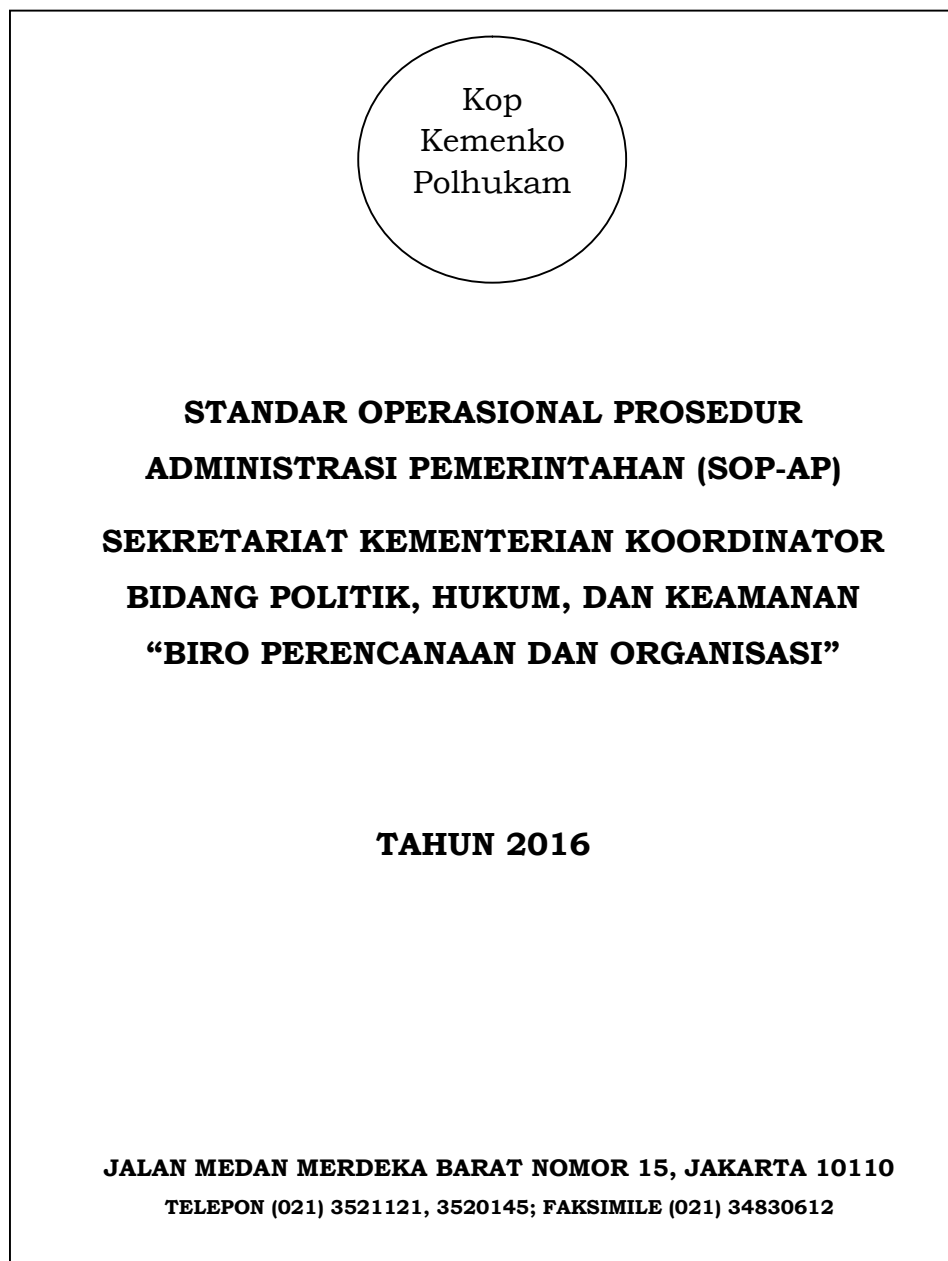 Kop
Kemenko
Polhukam
STANDAR OPERASIONAL PROSEDUR
ADMINISTRASI PEMERINTAHAN (SOP-AP)
SEKRETARIAT KEMENTERIAN KOORDINATOR
BIDANG POLITIK, HUKUM, DAN KEAMANAN
“BIRO PERENCANAAN DAN ORGANISASI”
TAHUN 2016
JALAN MEDAN MERDEKA BARAT NOMOR 15, JAKARTA 10110
TELEPON (021) 3521121, 3520145; FAKSIMILE (021) 34830612